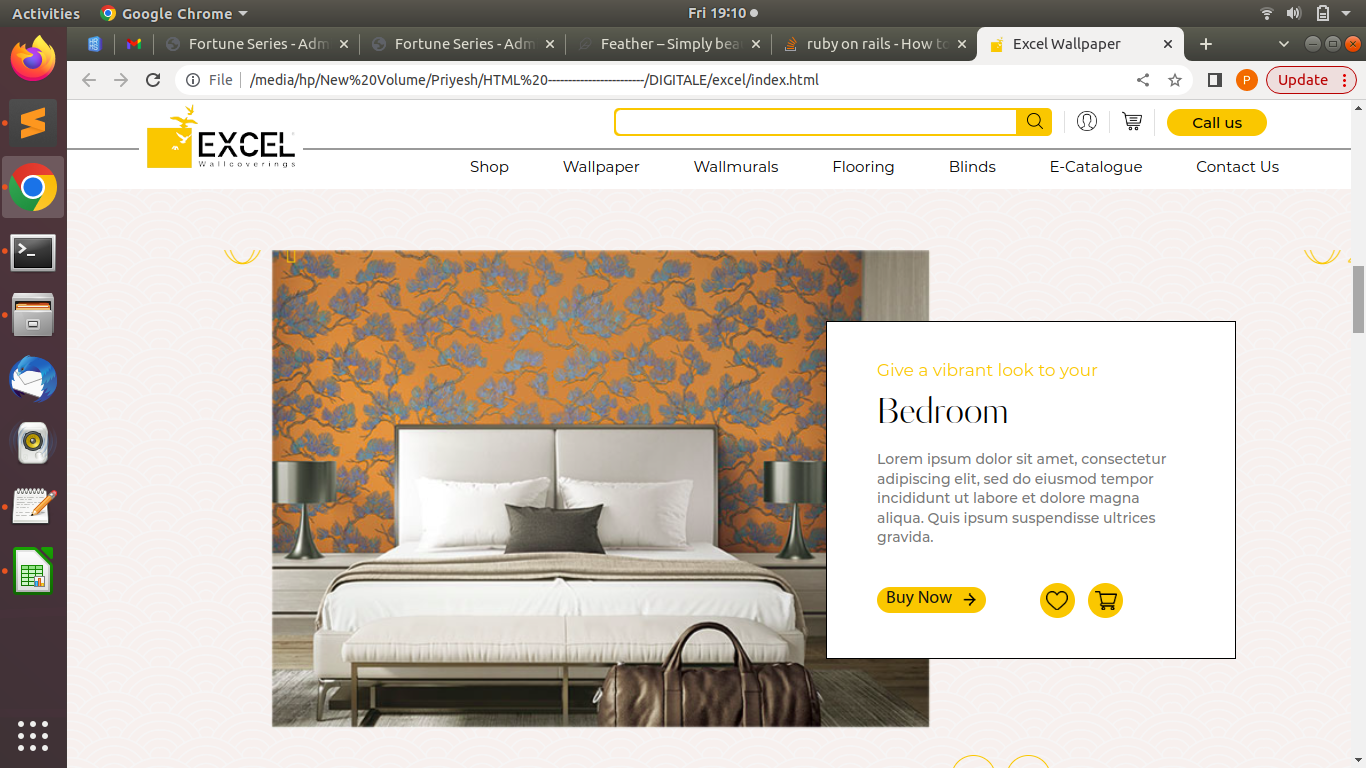 Activities
Google Chrome
Fri 19:10
Fortune Series - Adm
Fortune Series - Adm
Feather – Simply bea
ruby on rails - How to
Excel Wallpaper
File
/media/hp/New%20Volume/Priyesh/HTML%20------------------------/DIGITALE/excel/index.html
P
Update
EXCEL
Wallcoverings
Call us
Shop
Wallpaper
Wallmurals
Flooring
Blinds
E-Catalogue
Contact Us
Give a vibrant look to your
Bedroom
Lorem ipsum dolor sit amet, consectetur
adipiscing elit, sed do eiusmod tempor
incididunt ut labore et dolore magna
aliqua. Quis ipsum suspendisse ultrices
gravida.
Buy Now